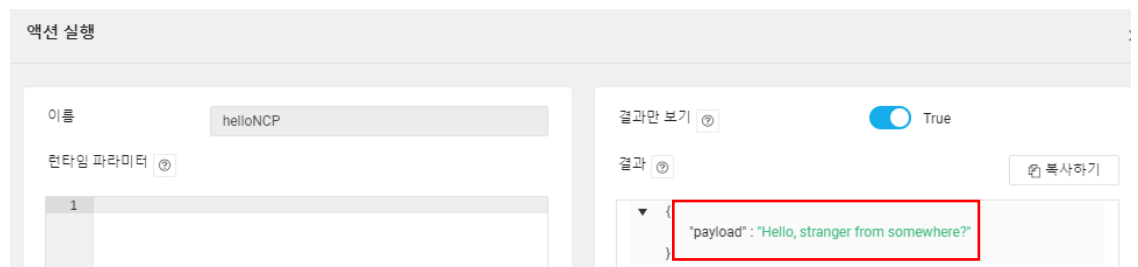 액션 실행
이름
helloNCP
런타임 파라미터 ?
1
결과만 보기 ?
True
결과 ?
복사하기
▼ {
"payload" : "Hello, stranger from somewhere?"
}